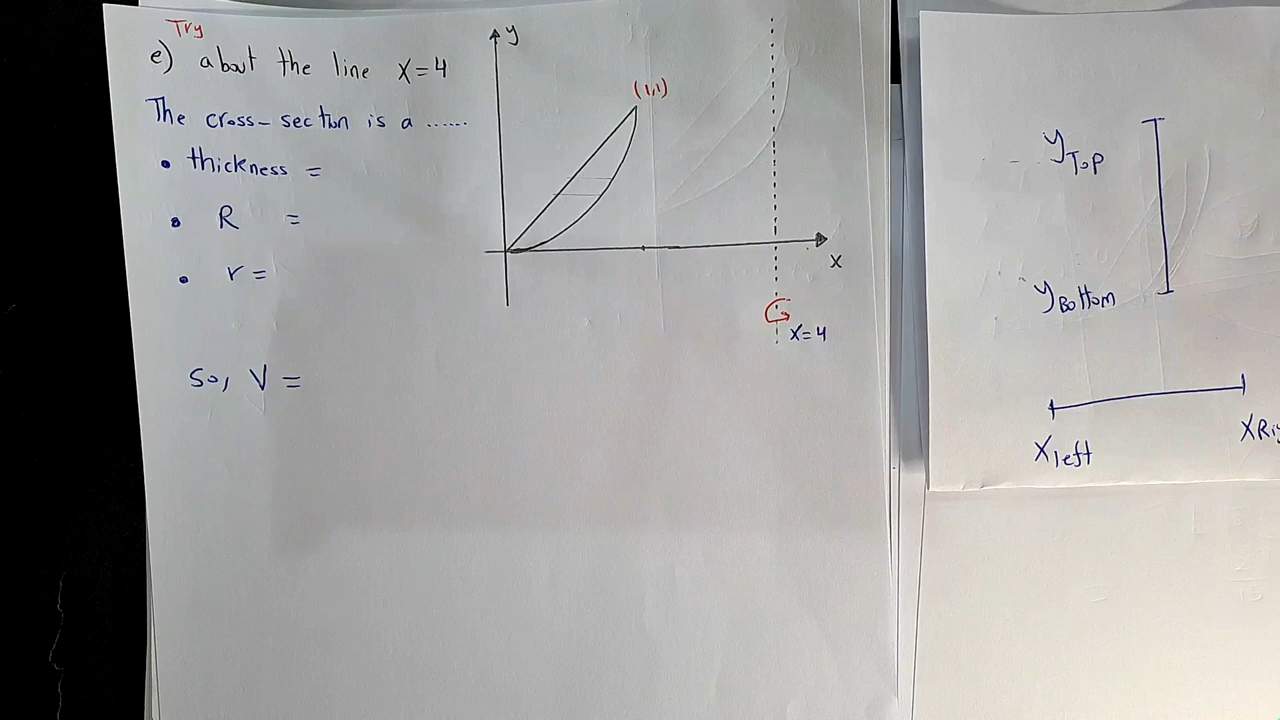 Try
e) about the line x=4
The cross-section is a ......
• thickness =
• R =
• r =
So, V =
y
(1,1)
x
x=4
y Top
y Bottom
x left